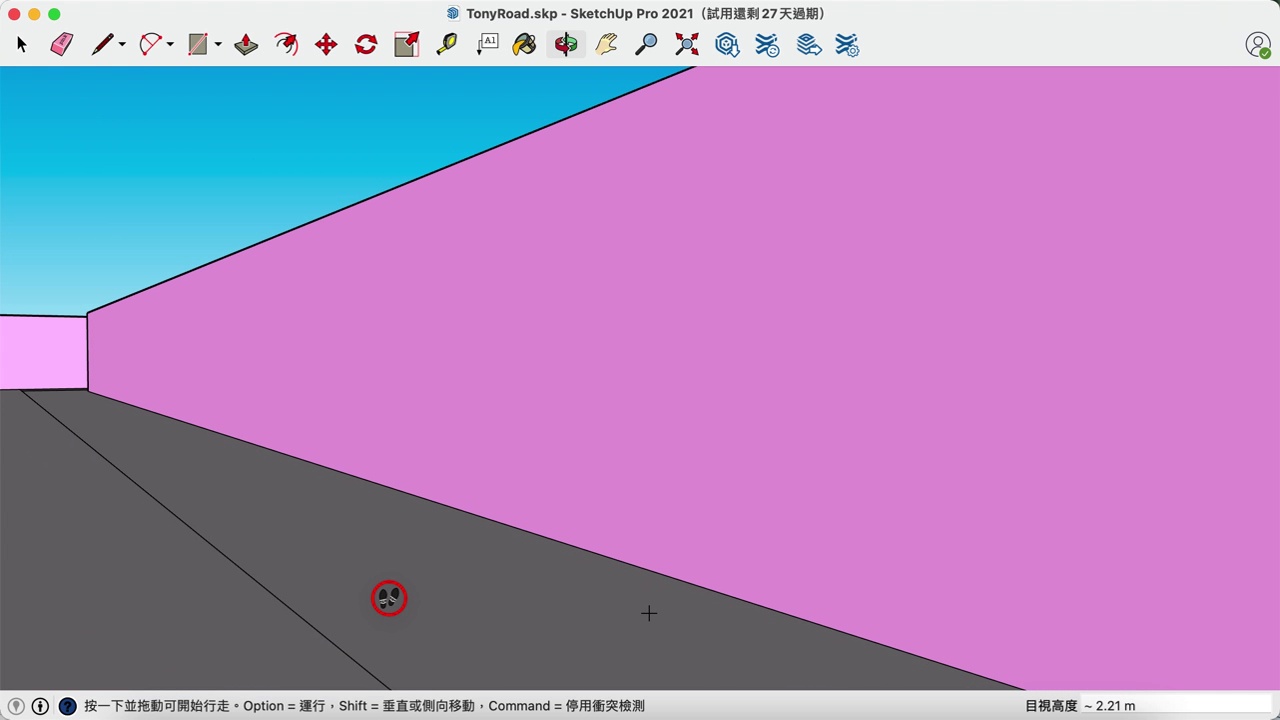 TonyRoad.skp - SketchUp Pro 2021（試用還剩 27 天過期）
A1
按一下並拖動可開始行走。Option = 運行，Shift = 垂直或側向移動，Command = 停用衝突檢測
目視高度 ~ 2.21 m